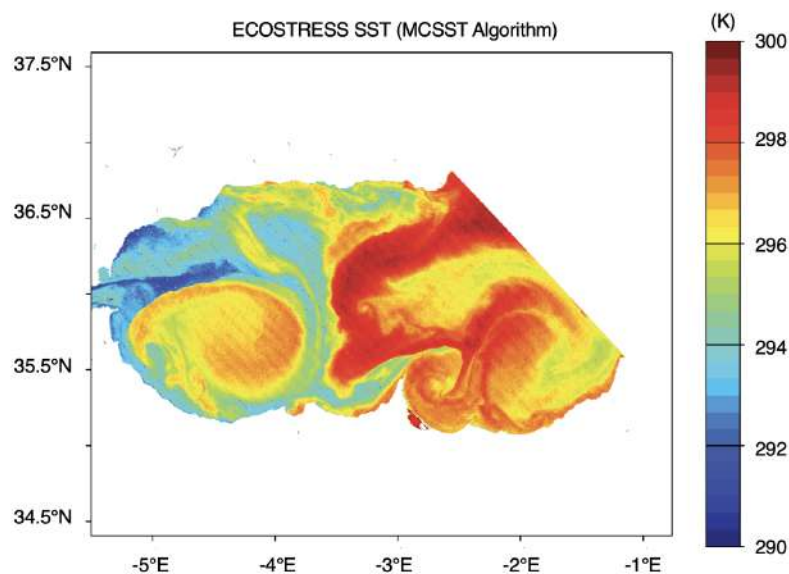 ECOSTRESS SST (MCSST Algorithm)
(K)
37.5°N
36.5°N
35.5°N
34.5°N
-5°E
-4°E
-3°E
-2°E
-1°E
300
298
296
294
292
290